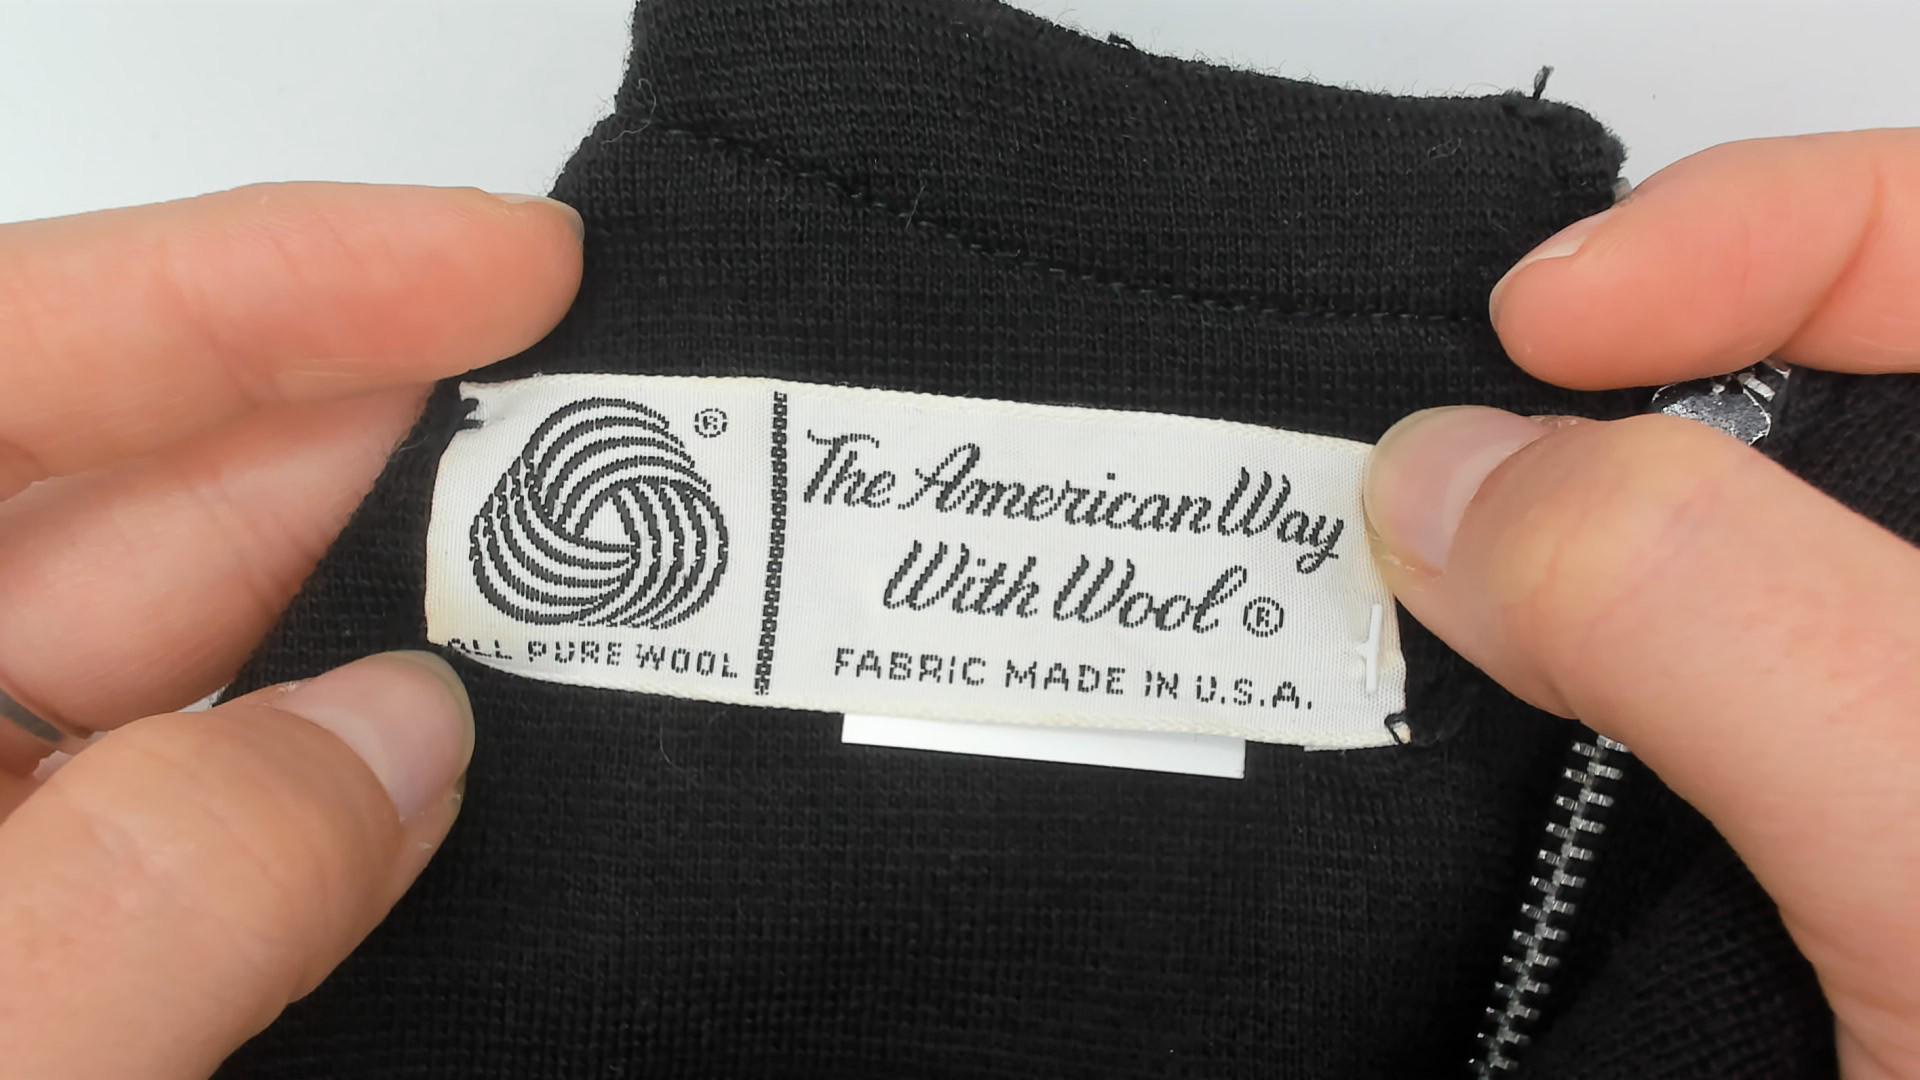 ®
ALL PURE WOOL
The American Way
With Wool ®
FABRIC MADE IN U.S.A.